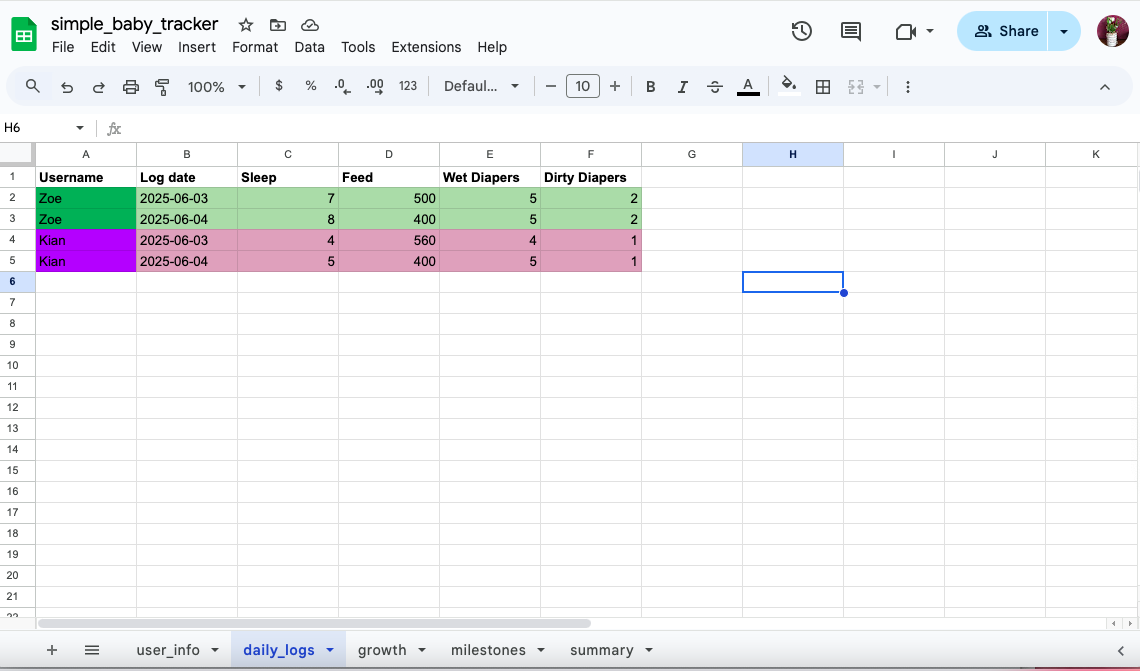 simple_baby_tracker
File Edit View Insert Format Data Tools Extensions Help
Share
100% $ % .0 .00 123 Defaul... 10 B I S A
H6 fx
A B C D E F G H I J K
1 Username Log date Sleep Feed Wet Diapers Dirty Diapers
2 Zoe 2025-06-03 7 500 5 2
3 Zoe 2025-06-04 8 400 5 2
4 Kian 2025-06-03 4 560 4 1
5 Kian 2025-06-04 5 400 5 1
6
7
8
9
10
11
12
13
14
15
16
17
18
19
20
21
22
user_info daily_logs growth milestones summary